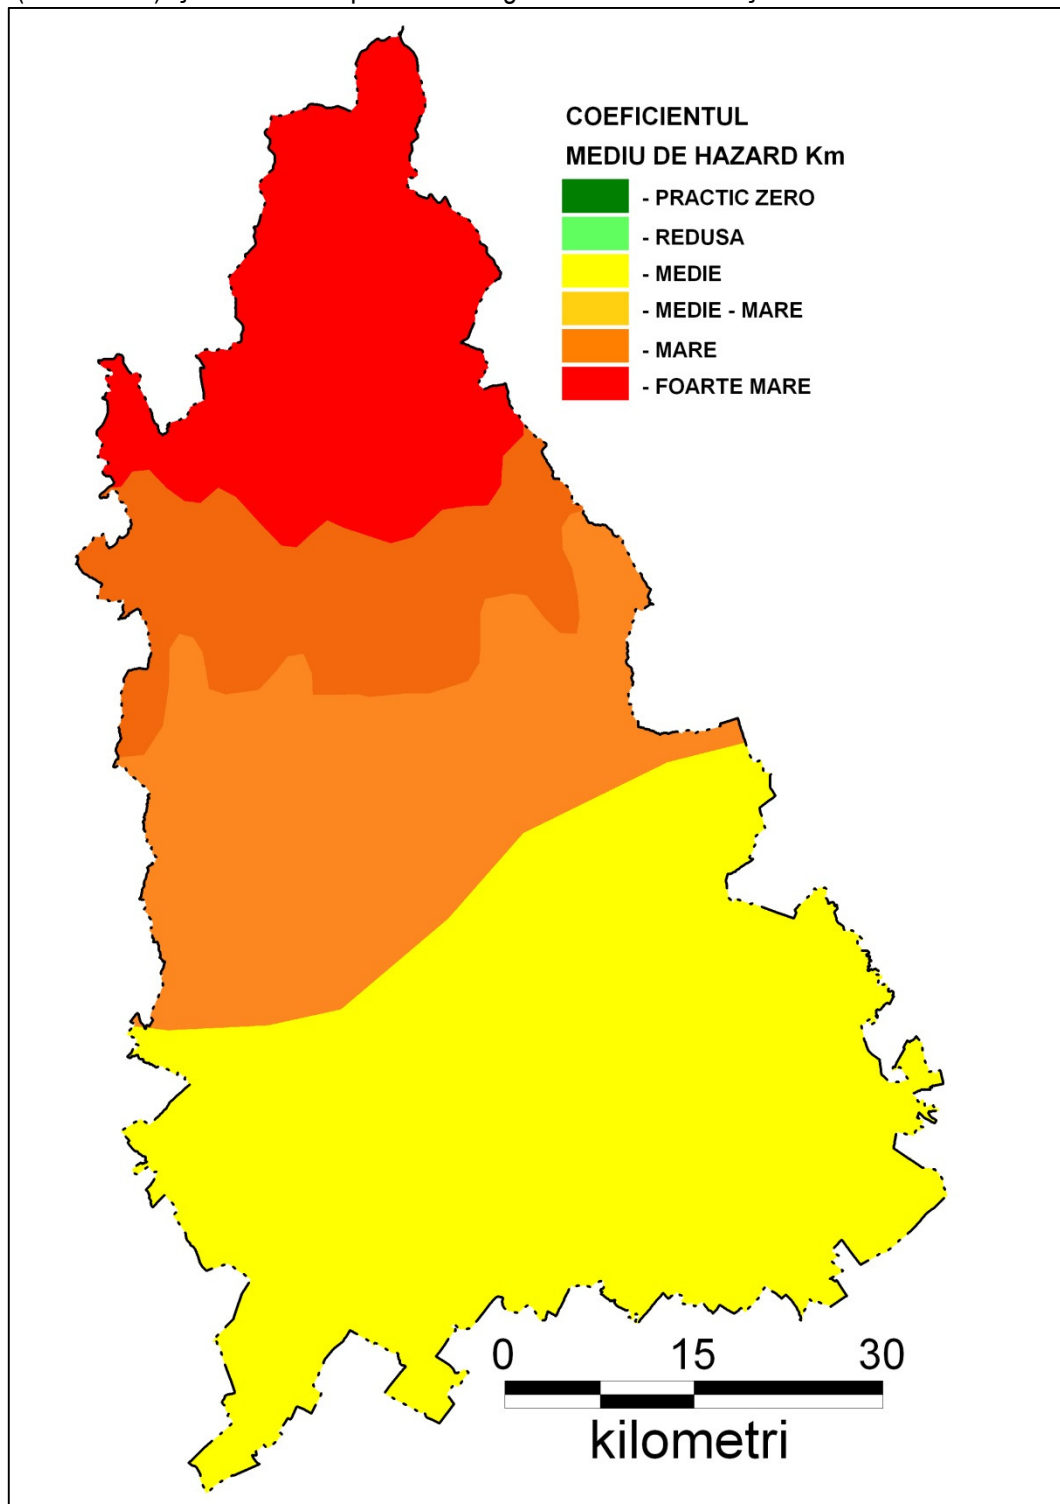 COEFICIENTUL
MEDIU DE HAZARD Km
- PRACTIC ZERO
- REDUSA
- MEDIE
- MEDIE - MARE
- MARE
- FOARTE MARE
0 15 30
kilometri